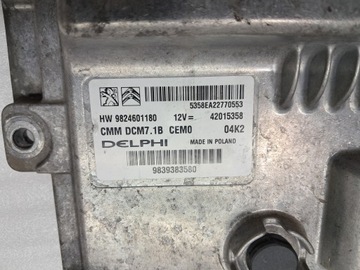 5358EA22770553
HW 9824601180 12V= 42015358
CMM DCM7.1B CEM0 04K2
DELPHI MADE IN POLAND
9839383580